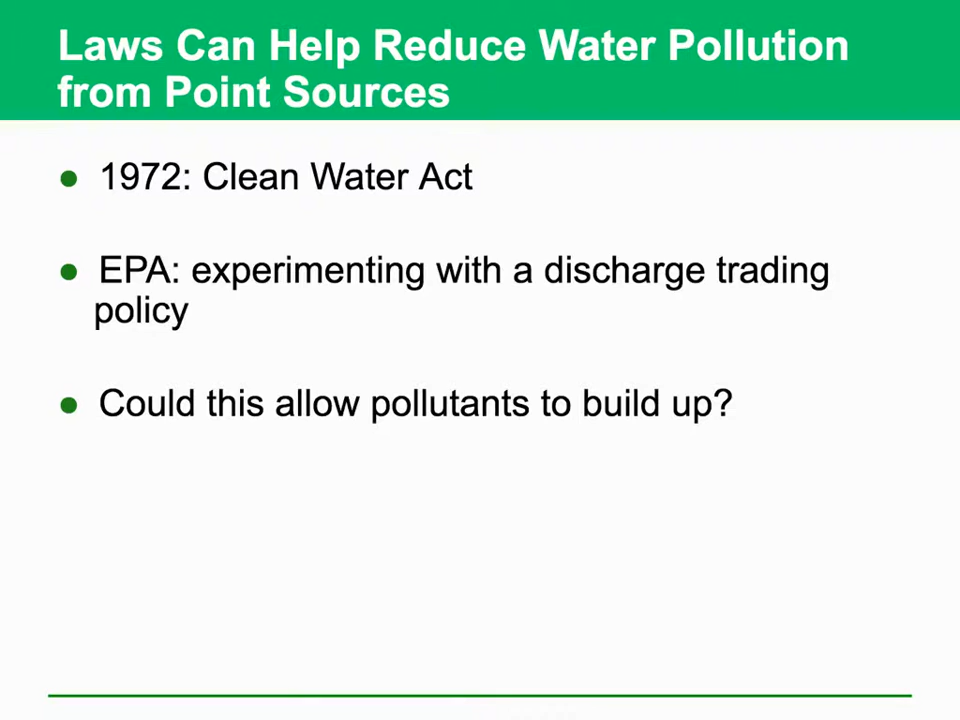 Laws Can Help Reduce Water Pollution
from Point Sources
● 1972: Clean Water Act
● EPA: experimenting with a discharge trading
policy
● Could this allow pollutants to build up?